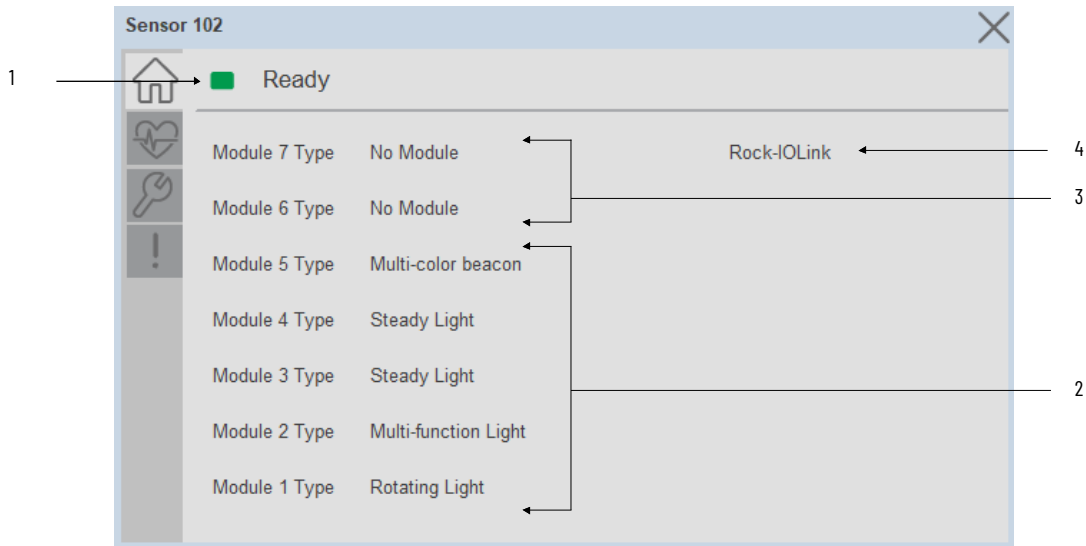 Sensor 102
1
Ready
Module 7 Type No Module
Rock-IOLink
4
3
Module 6 Type No Module
Module 5 Type Multi-color beacon
Module 4 Type Steady Light
Module 3 Type Steady Light
2
Module 2 Type Multi-function Light
Module 1 Type Rotating Light